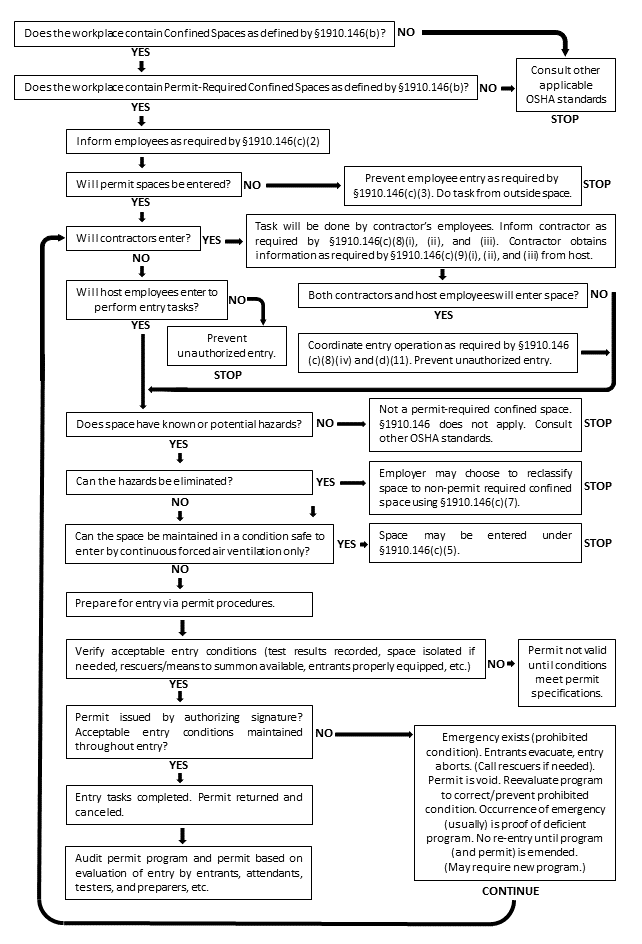 Does the workplace contain Confined Spaces as defined by §1910.146(b)?
NO
YES
Does the workplace contain Permit-Required Confined Spaces as defined by §1910.146(b)?
NO
Consult other
applicable
OSHA standards
STOP
YES
Inform employees as required by §1910.146(c)(2)
Will permit spaces be entered?
NO
Prevent employee entry as required by
§1910.146(c)(3). Do task from outside space.
STOP
YES
Will contractors enter?
YES
Task will be done by contractor's employees. Inform contractor as
required by §1910.146(c)(8)(i), (ii), and (iii). Contractor obtains
information as required by §1910.146(c)(9)(i), (ii), and (iii) from host.
NO
Will host employees enter to
perform entry tasks?
NO
Both contractors and host employees will enter space?
NO
YES
YES
Prevent
unauthorized entry.
STOP
Coordinate entry operation as required by §1910.146
(c)(8)(iv) and (d)(11). Prevent unauthorized entry.
Does space have known or potential hazards?
NO
Not a permit-required confined space.
§1910.146 does not apply. Consult
other OSHA standards.
STOP
YES
Can the hazards be eliminated?
YES
Employer may choose to reclassify
space to non-permit required confined
space using §1910.146(c)(7).
STOP
NO
Can the space be maintained in a condition safe to
enter by continuous forced air ventilation only?
YES
Space may be entered under
§1910.146(c)(5).
STOP
NO
Prepare for entry via permit procedures.
Verify acceptable entry conditions (test results recorded, space isolated if
needed, rescuers/means to summon available, entrants properly equipped, etc.)
NO
Permit not valid
until conditions
meet permit
specifications.
YES
Permit issued by authorizing signature?
Acceptable entry conditions maintained
throughout entry?
NO
Emergency exists (prohibited
condition). Entrants evacuate, entry
aborts. (Call rescuers if needed).
Permit is void. Reevaluate program
to correct/prevent prohibited
condition. Occurrence of emergency
(usually) is proof of deficient
program. No re-entry until program
(and permit) is emended.
(May require new program.)
CONTINUE
YES
Entry tasks completed. Permit returned and
canceled.
Audit permit program and permit based on
evaluation of entry by entrants, attendants,
testers, and preparers, etc.